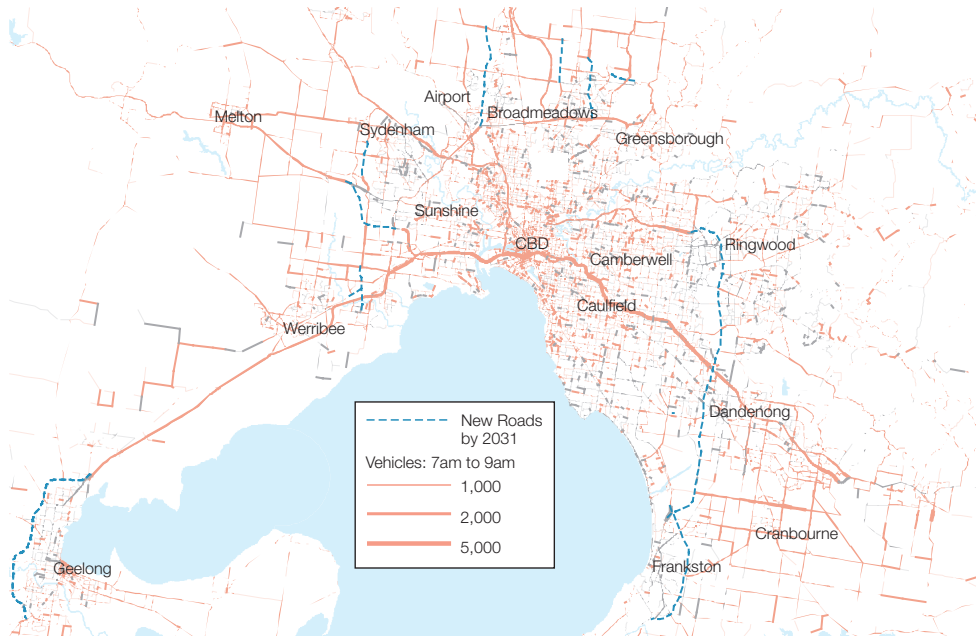 Airport
Broadmeadows
Melton
Sydenham
Greensborough
Sunshine
CBD
Ringwood
Camberwell
Caulfield
Werribee
Dandenong
New Roads
by 2031
Vehicles: 7am to 9am
1,000
2,000
5,000
Cranbourne
Geelong
Frankston